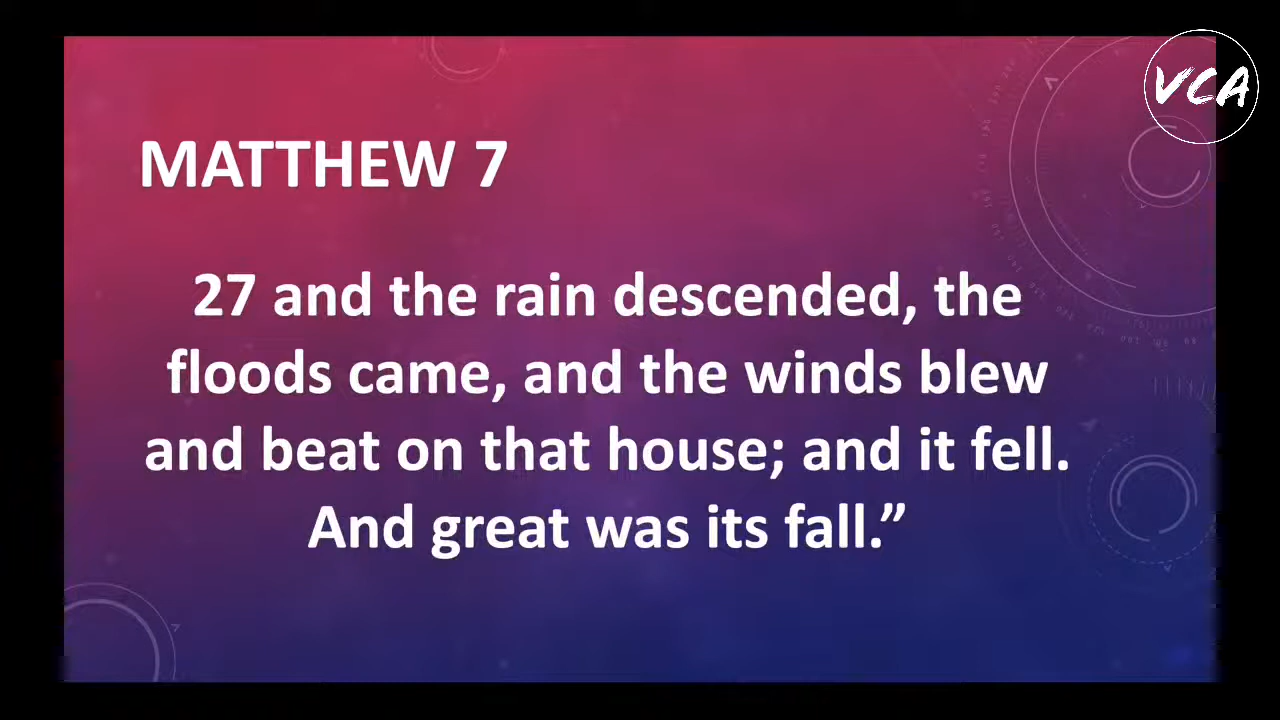 VCA
MATTHEW 7
27 and the rain descended, the
floods came, and the winds blew
and beat on that house; and it fell.
And great was its fall.”